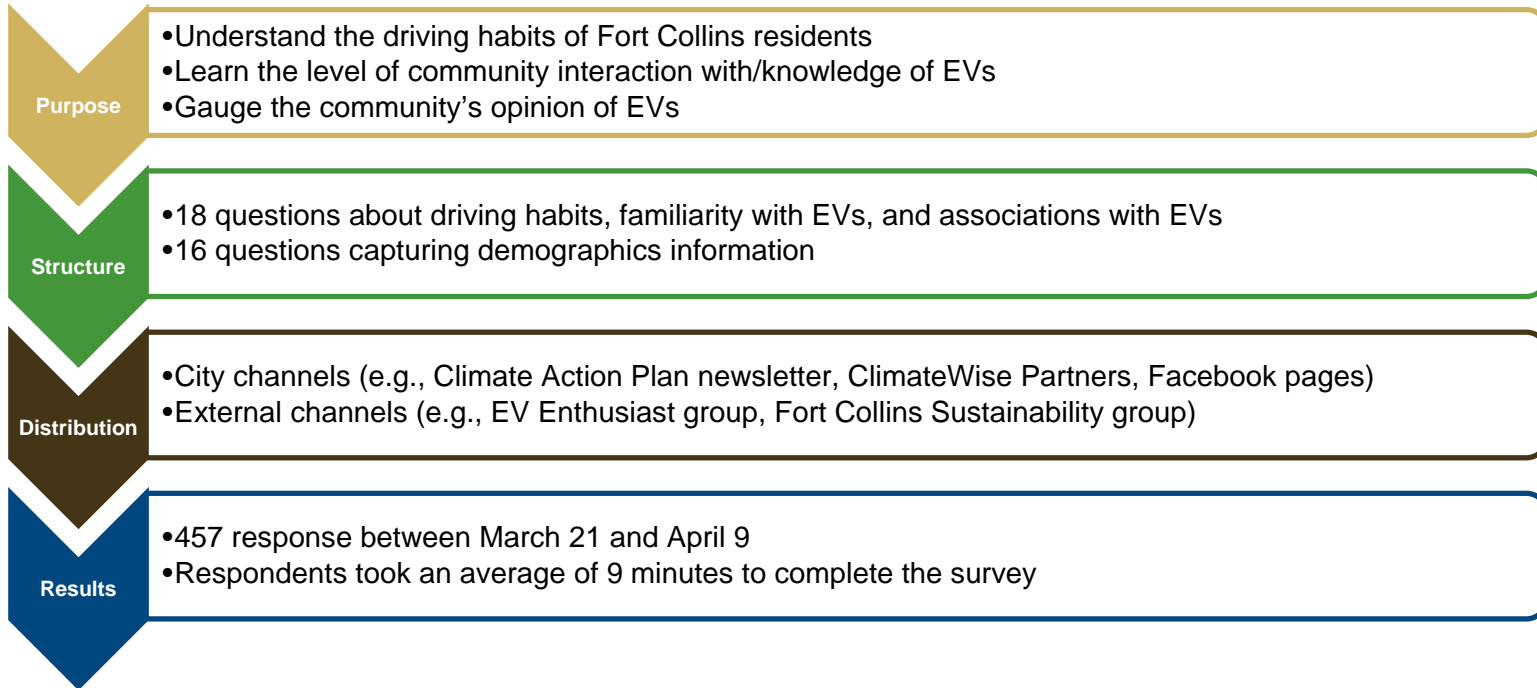 Purpose
•Understand the driving habits of Fort Collins residents
•Learn the level of community interaction with/knowledge of EVs
•Gauge the community’s opinion of EVs
Structure
•18 questions about driving habits, familiarity with EVs, and associations with EVs
•16 questions capturing demographics information
Distribution
•City channels (e.g., Climate Action Plan newsletter, ClimateWise Partners, Facebook pages)
•External channels (e.g., EV Enthusiast group, Fort Collins Sustainability group)
Results
•457 response between March 21 and April 9
•Respondents took an average of 9 minutes to complete the survey